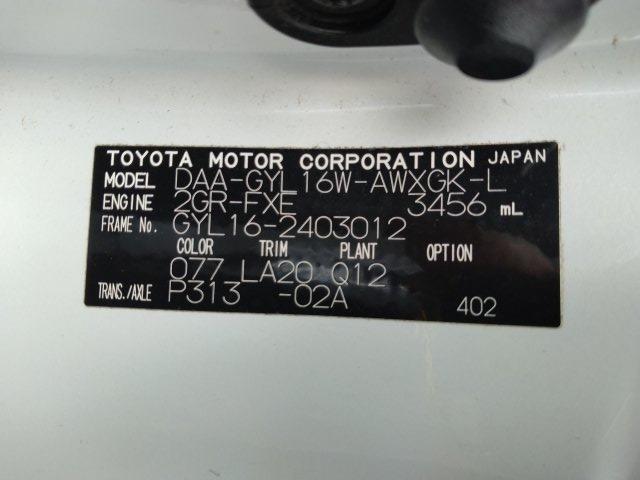 TOYOTA MOTOR CORPORATION JAPAN
MODEL DAA-GYL16W-AWXGK-L
ENGINE 2GR-FXE 3456 mL
FRAME No. GYL16-2403012
COLOR TRIM PLANT OPTION
077 LA20 Q12
TRANS./AXLE P313 -02A 402